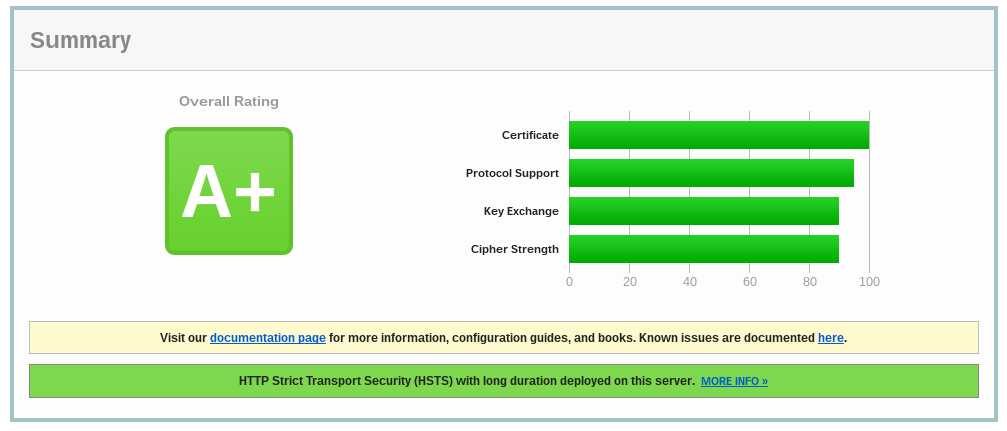 Summary
Overall Rating
A+
Certificate
Protocol Support
Key Exchange
Cipher Strength
0 20 40 60 80 100
Visit our documentation page for more information, configuration guides, and books. Known issues are documented here.
HTTP Strict Transport Security (HSTS) with long duration deployed on this server. MORE INFO »